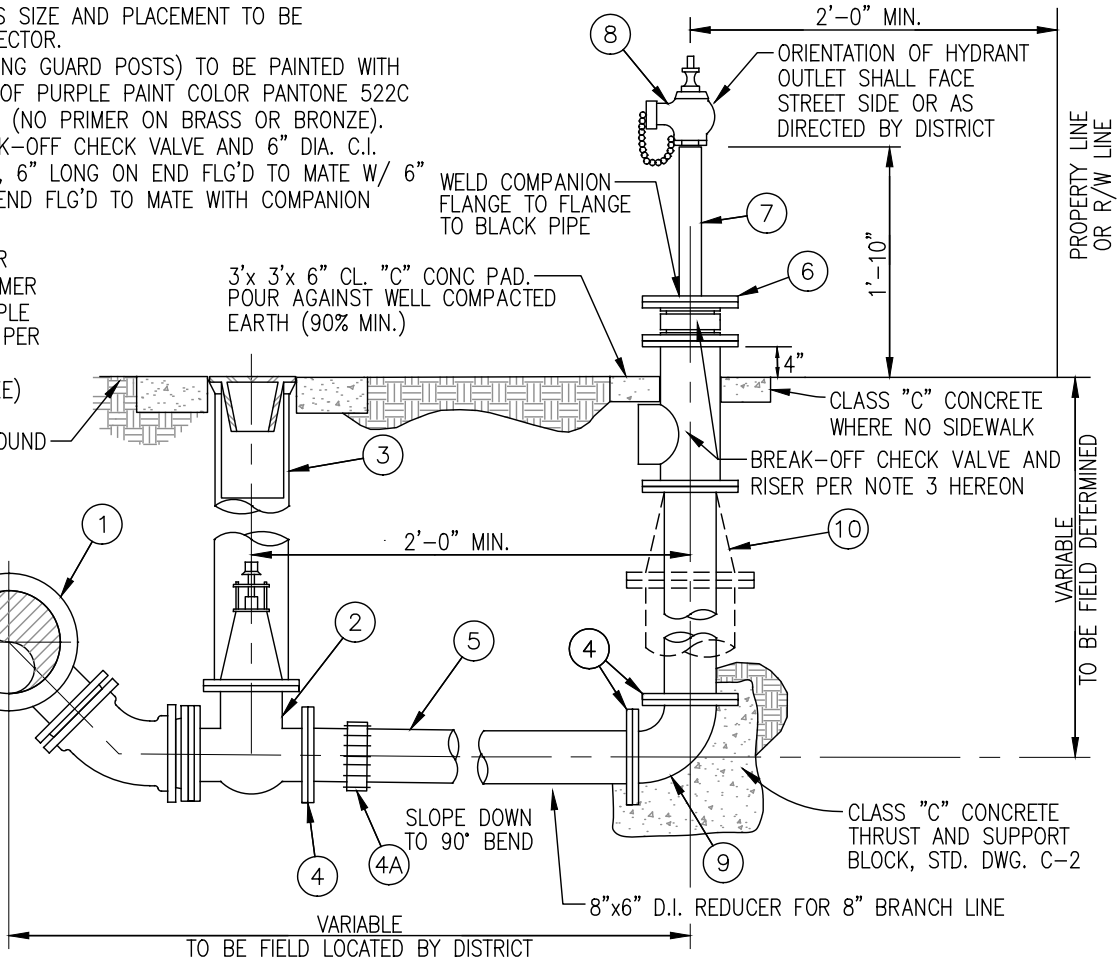 S SIZE AND PLACEMENT TO BE
ECTOR.
ING GUARD POSTS) TO BE PAINTED WITH
OF PURPLE PAINT COLOR PANTONE 522C
(NO PRIMER ON BRASS OR BRONZE).
K-OFF CHECK VALVE AND 6" DIA. C.I.
, 6" LONG ON END FLG'D TO MATE W/ 6"
END FLG'D TO MATE WITH COMPANION
R
MER
PLE
PER
E)
OUND
2'-0" MIN.
8
ORIENTATION OF HYDRANT
OUTLET SHALL FACE
STREET SIDE OR AS
DIRECTED BY DISTRICT
PROPERTY LINE
OR R/W LINE
WELD COMPANION
FLANGE TO FLANGE
TO BLACK PIPE
7
1'-10"
6
3'x 3'x 6" CL. "C" CONC PAD.
POUR AGAINST WELL COMPACTED
EARTH (90% MIN.)
4"
CLASS "C" CONCRETE
WHERE NO SIDEWALK
3
BREAK-OFF CHECK VALVE AND
RISER PER NOTE 3 HEREON
1
2'-0" MIN.
10
VARIABLE
TO BE FIELD DETERMINED
2
5
4
SLOPE DOWN
TO 90° BEND
4
4A
9
CLASS "C" CONCRETE
THRUST AND SUPPORT
BLOCK, STD. DWG. C-2
8"x6" D.I. REDUCER FOR 8" BRANCH LINE
VARIABLE
TO BE FIELD LOCATED BY DISTRICT